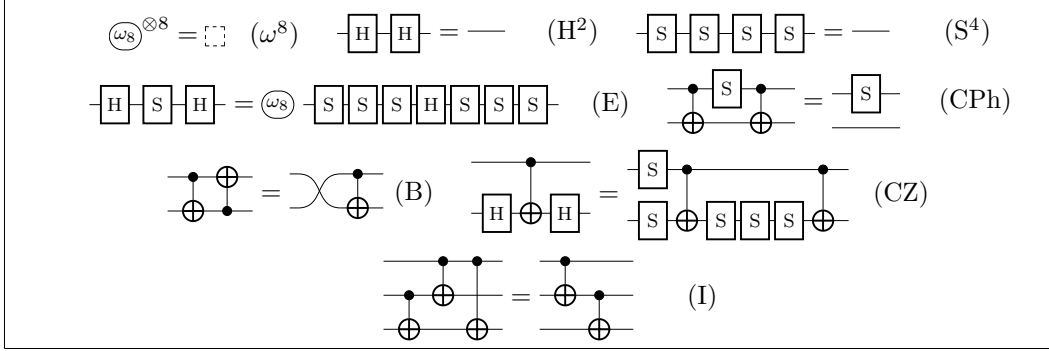 ω₈ ⊗8 = (ω⁸) H H = (H²) S S S S = (S⁴)
H S H = ω₈ S S S H S S S (E) S = S (CPh)
= (B) H H = S S S S S (CZ)
= (I)